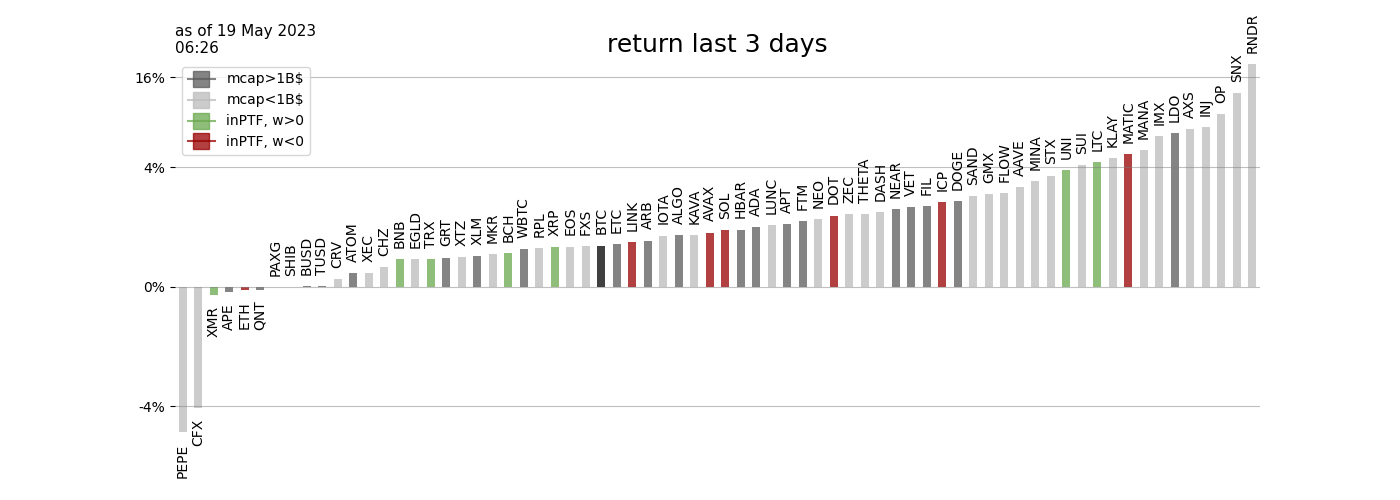 as of 19 May 2023
06:26
return last 3 days
mcap>1B$
mcap<1B$
inPTF, w>0
inPTF, w<0
16%
4%
0%
-4%
PEPE
CFX
XMR
APE
ETH
QNT
PAXG
SHIB
BUSD
TUSD
CRV
ATOM
XEC
CHZ
BNB
EGLD
TRX
GRT
XTZ
XLM
MKR
BCH
WBTC
RPL
XRP
EOS
FXS
BTC
ETC
LINK
ARB
IOTA
ALGO
KAVA
AVAX
SOL
HBAR
ADA
LUNC
APT
FTM
NEO
DOT
ZEC
THETA
DASH
NEAR
VET
FIL
ICP
DOGE
SAND
GMX
FLOW
AAVE
MINA
STX
UNI
SUI
LTC
KLAY
MATIC
MANA
IMX
LDO
AXS
INJ
OP
SNX
RNDR